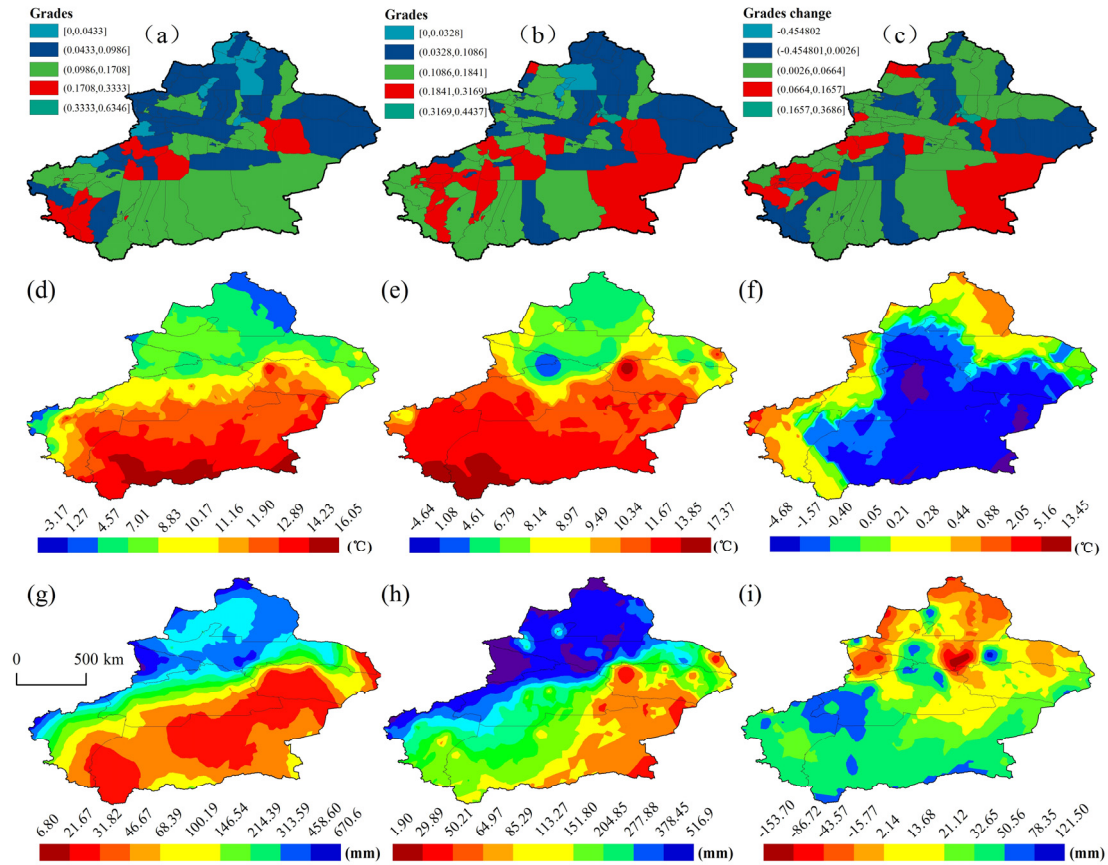 Grades
[0,0.0433]
(0.0433,0.0986]
(0.0986,0.1708]
(0.1708,0.3333]
(0.3333,0.6346]
(a)
Grades
[0,0.0328]
(0.0328,0.1086]
(0.1086,0.1841]
(0.1841,0.3169]
(0.3169,0.4437]
(b)
Grades change
-0.454802
(-0.454801,0.0026]
(0.0026,0.0664]
(0.0664,0.1657]
(0.1657,0.3686]
(c)
(d)
-3.17 1.27 4.57 7.01 8.83 10.17 11.16 11.90 12.89 14.23 16.05
(℃)
(e)
-4.64 1.08 4.61 6.79 8.14 8.97 9.49 10.34 11.67 13.85 17.37
(℃)
(f)
-4.68 -1.57 -0.40 0.05 0.21 0.28 0.44 0.88 2.05 5.16 13.45
(℃)
(g)
0 500 km
6.80 21.67 31.82 46.67 68.39 100.19 146.54 214.39 313.59 458.60 670.6
(mm)
(h)
1.90 29.89 50.21 64.97 85.29 113.27 151.80 204.85 277.88 378.45 516.9
(mm)
(i)
-153.70 -86.72 -43.57 -15.77 2.14 13.68 21.12 32.65 50.56 78.35 121.50
(mm)